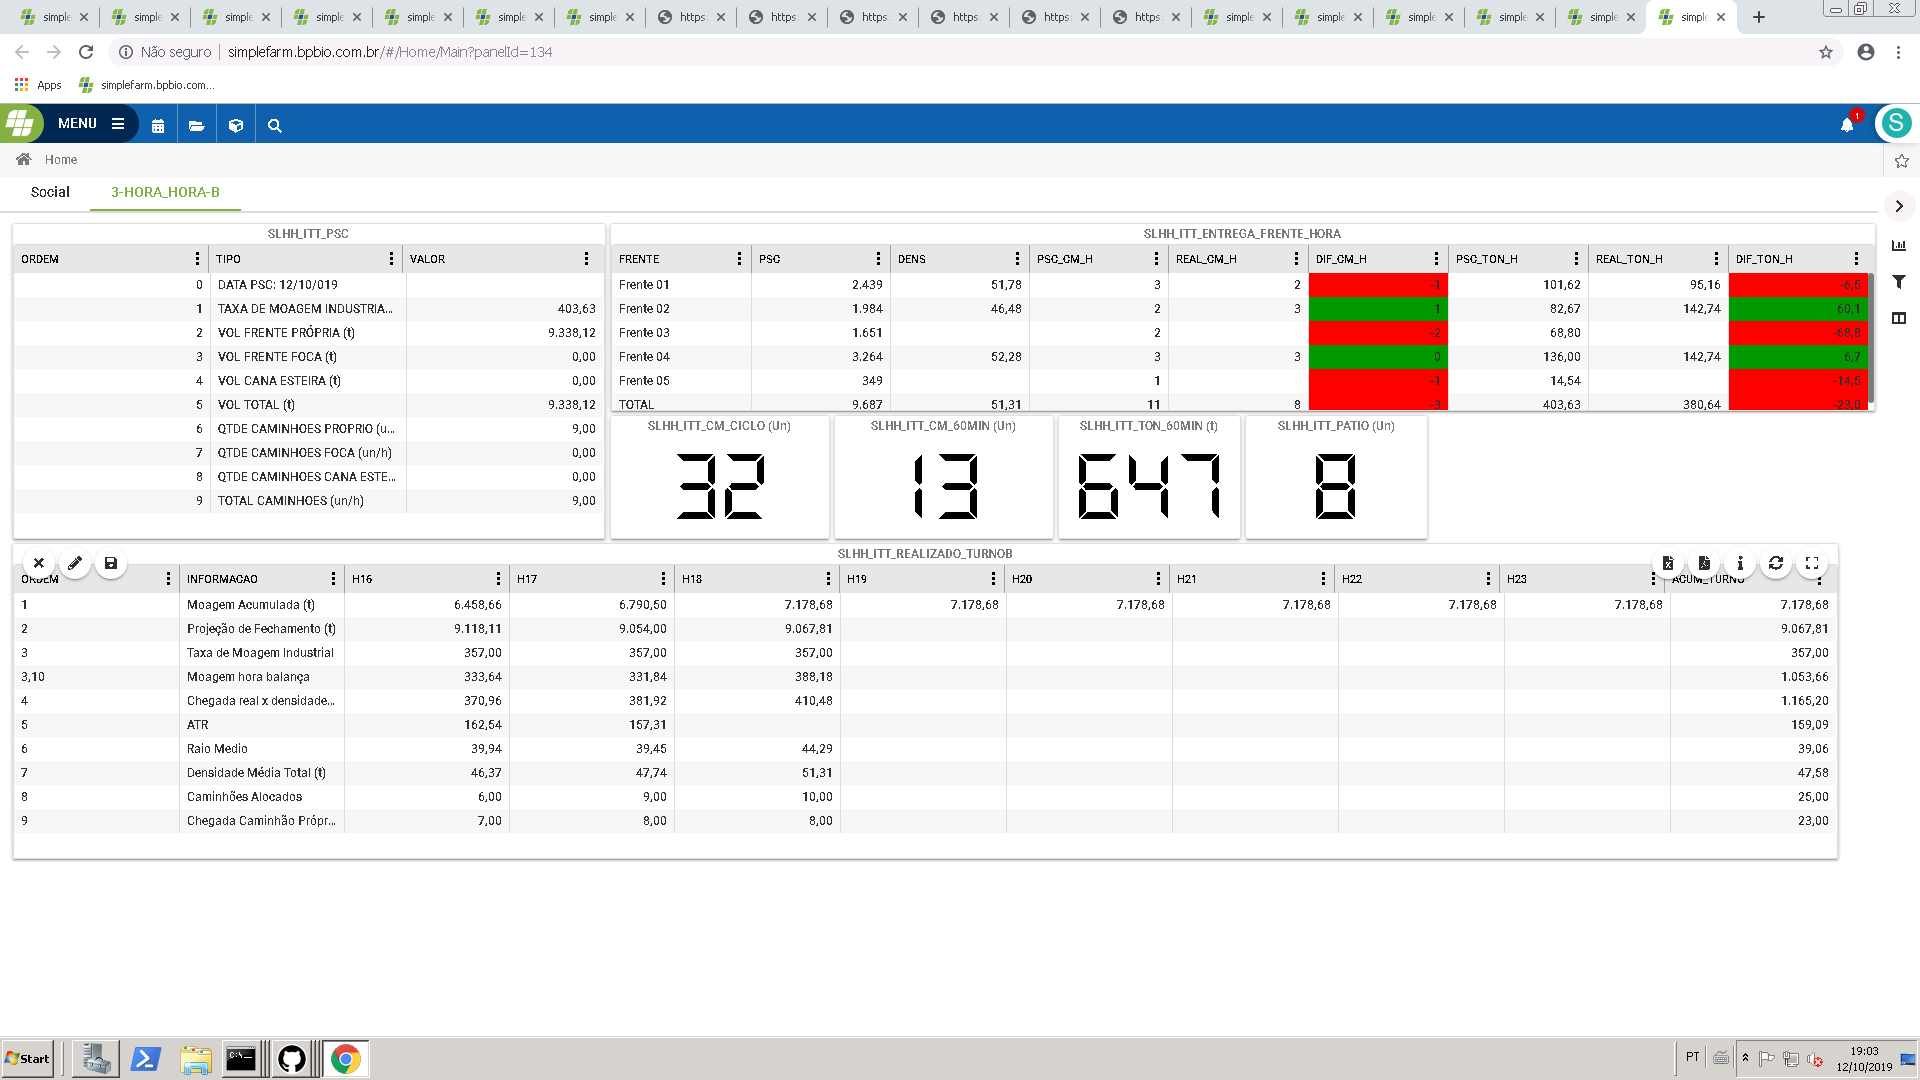 simple simple simple simple simple simple simple https: https: https: https: https: https: simple simple simple simple simple simple
Não seguro simplefarm.bpbio.com.br/#/Home/Main?panelId=134
Apps simplefarm.bpbio.com...
MENU 1 S
Home
Social 3-HORA_HORA-B
SLHH_ITT_PSC
ORDEM TIPO VALOR
0 DATA PSC: 12/10/019
1 TAXA DE MOAGEM INDUSTRIA... 403,63
2 VOL FRENTE PRÓPRIA (t) 9.338,12
3 VOL FRENTE FOCA (t) 0,00
4 VOL CANA ESTEIRA (t) 0,00
5 VOL TOTAL (t) 9.338,12
6 QTDE CAMINHOES PROPRIO (u... 9,00
7 QTDE CAMINHOES FOCA (un/h) 0,00
8 QTDE CAMINHOES CANA ESTE... 0,00
9 TOTAL CAMINHOES (un/h) 9,00
SLHH_ITT_ENTREGA_FRENTE_HORA
FRENTE PSC DENS PSC_CM_H REAL_CM_H DIF_CM_H PSC_TON_H REAL_TON_H DIF_TON_H
Frente 01 2.439 51,78 3 2 -1 101,62 95,16 -6,5
Frente 02 1.984 46,48 2 3 1 82,67 142,74 60,1
Frente 03 1.651 2 -2 68,80 -68,8
Frente 04 3.264 52,28 3 3 0 136,00 142,74 6,7
Frente 05 349 1 -1 14,54 -14,5
TOTAL 9.687 51,31 11 8 -3 403,63 380,64 -23,0
SLHH_ITT_CM_CICLO (Un)
32
SLHH_ITT_CM_60MIN (Un)
13
SLHH_ITT_TON_60MIN (t)
647
SLHH_ITT_PATIO (Un)
8
SLHH_ITT_REALIZADO_TURNOB
ORDEM INFORMACAO H16 H17 H18 H19 H20 H21 H22 H23 ACUM_TURNO
1 Moagem Acumulada (t) 6.458,66 6.790,50 7.178,68 7.178,68 7.178,68 7.178,68 7.178,68 7.178,68 7.178,68
2 Projeção de Fechamento (t) 9.118,11 9.054,00 9.067,81 9.067,81
3 Taxa de Moagem Industrial 357,00 357,00 357,00 357,00
3,10 Moagem hora balança 333,64 331,84 388,18 1.053,66
4 Chegada real x densidade... 370,96 381,92 410,48 1.165,20
5 ATR 162,54 157,31 159,09
6 Raio Medio 39,94 39,45 44,29 39,06
7 Densidade Média Total (t) 46,37 47,74 51,31 47,58
8 Caminhões Alocados 6,00 9,00 10,00 25,00
9 Chegada Caminhão Própr... 7,00 8,00 8,00 23,00
Start PT 19:03
12/10/2019